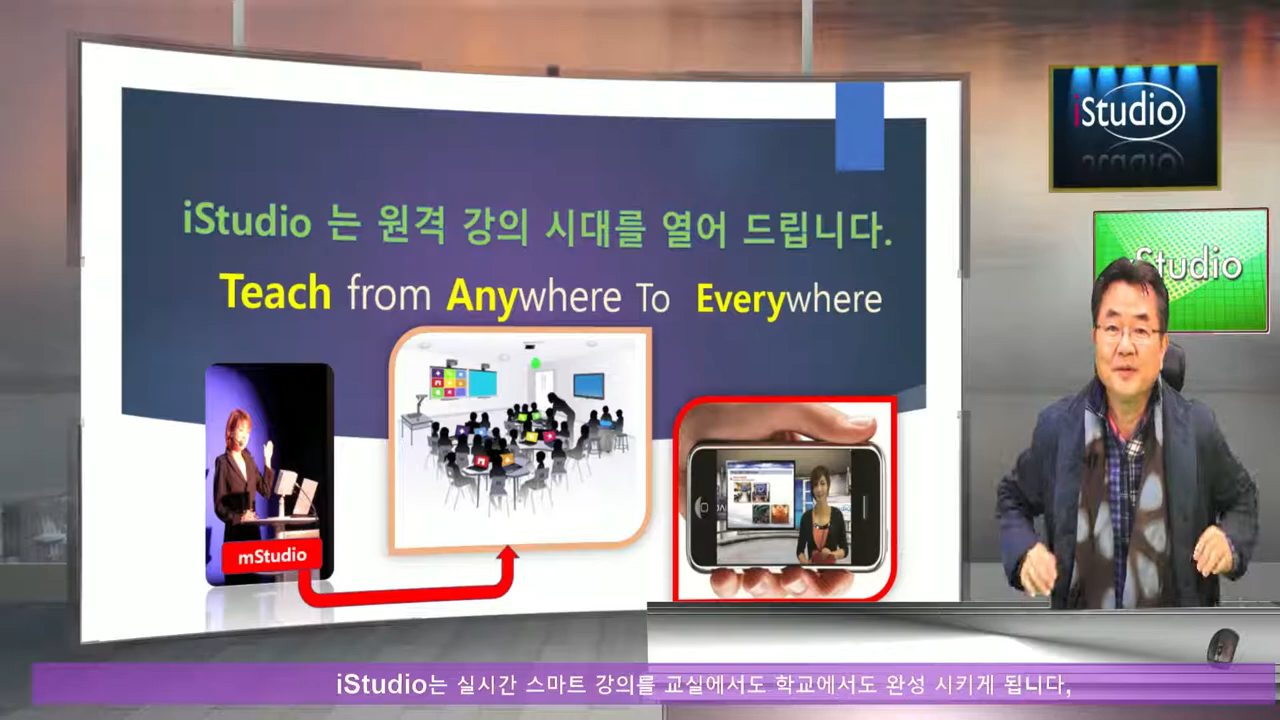 iStudio
iStudio 는 원격 강의 시대를 열어 드립니다.
Teach from Anywhere To Everywhere
iStudio
mStudio
iStudio는 실시간 스마트 강의를 교실에서도 학교에서도 완성 시키게 됩니다,